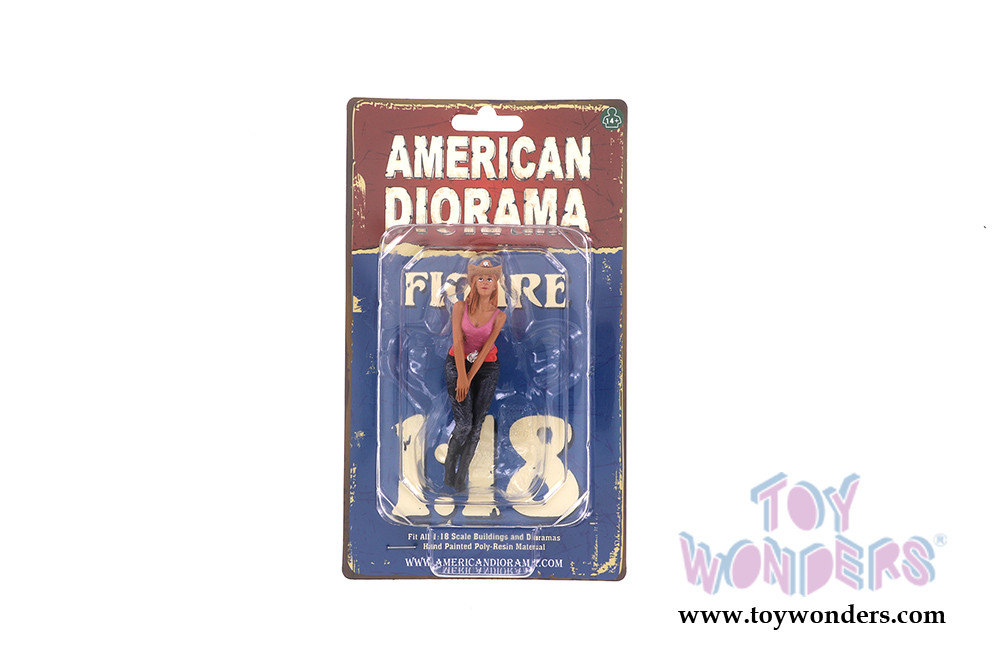 14+
AMERICAN
DIORAMA
FIGURE
1:18
Fit All 1:18 Scale Buildings and Dioramas
Hand Painted Poly-Resin Material
WWW.AMERICANDIORAMA.COM
TOY
WONDERS®
www.toywonders.com